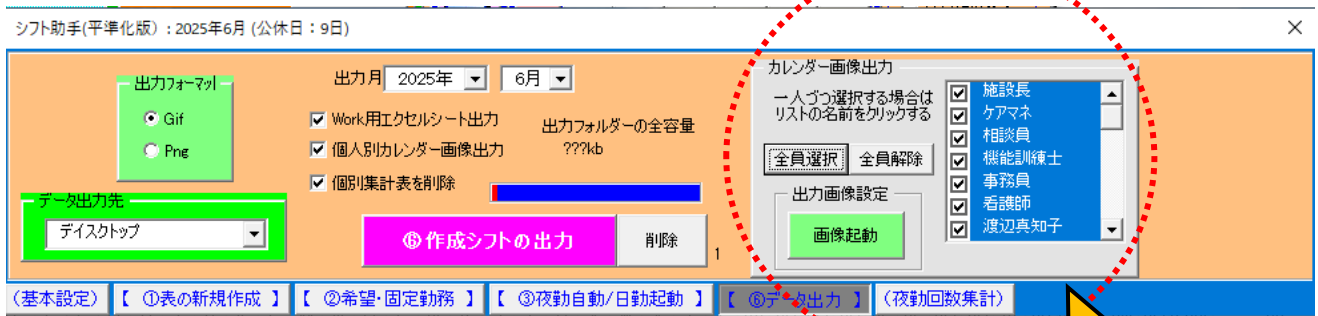 シフト助手(平準化版）: 2025年6月 (公休日：9日)
出力フォーマット
Gif
Png
データ出力先
デイスクトップ
出力月 2025年 6月
Work用エクセルシート出力
個人別カレンダー画像出力
個別集計表を削除
出力フォルダーの全容量
???kb
⑥作成シフトの出力
削除
1
カレンダー画像出力
一人づつ選択する場合は
リストの名前をクリックする
全員選択 全員解除
出力画像設定
画像起動
施設長
ケアマネ
相談員
機能訓練士
事務員
看護師
渡辺真知子
(基本設定) 【 ①表の新規作成 】 【 ②希望・固定勤務 】 【 ③夜勤自動/日勤起動 】 【 ⑥データ出力 】 (夜勤回数集計)